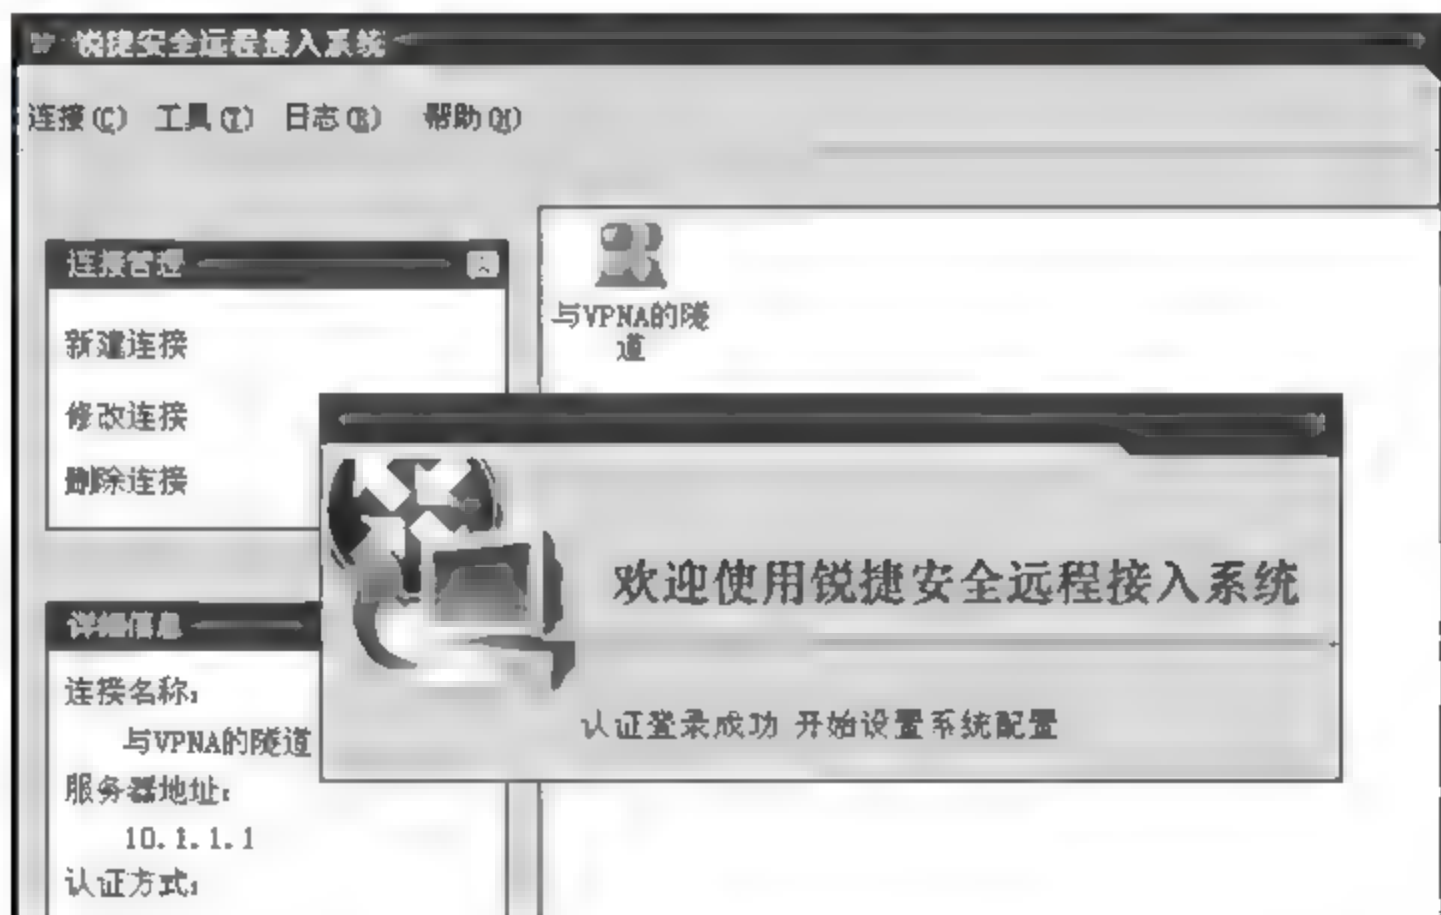 锐捷安全远程接入系统
连接(C) 工具(T) 日志(R) 帮助(H)
连接管理
新建连接
修改连接
删除连接
与VPNA的隧
道
欢迎使用锐捷安全远程接入系统
认证登录成功 开始设置系统配置
详细信息
连接名称:
与VPNA的隧道
服务器地址:
10.1.1.1
认证方式: